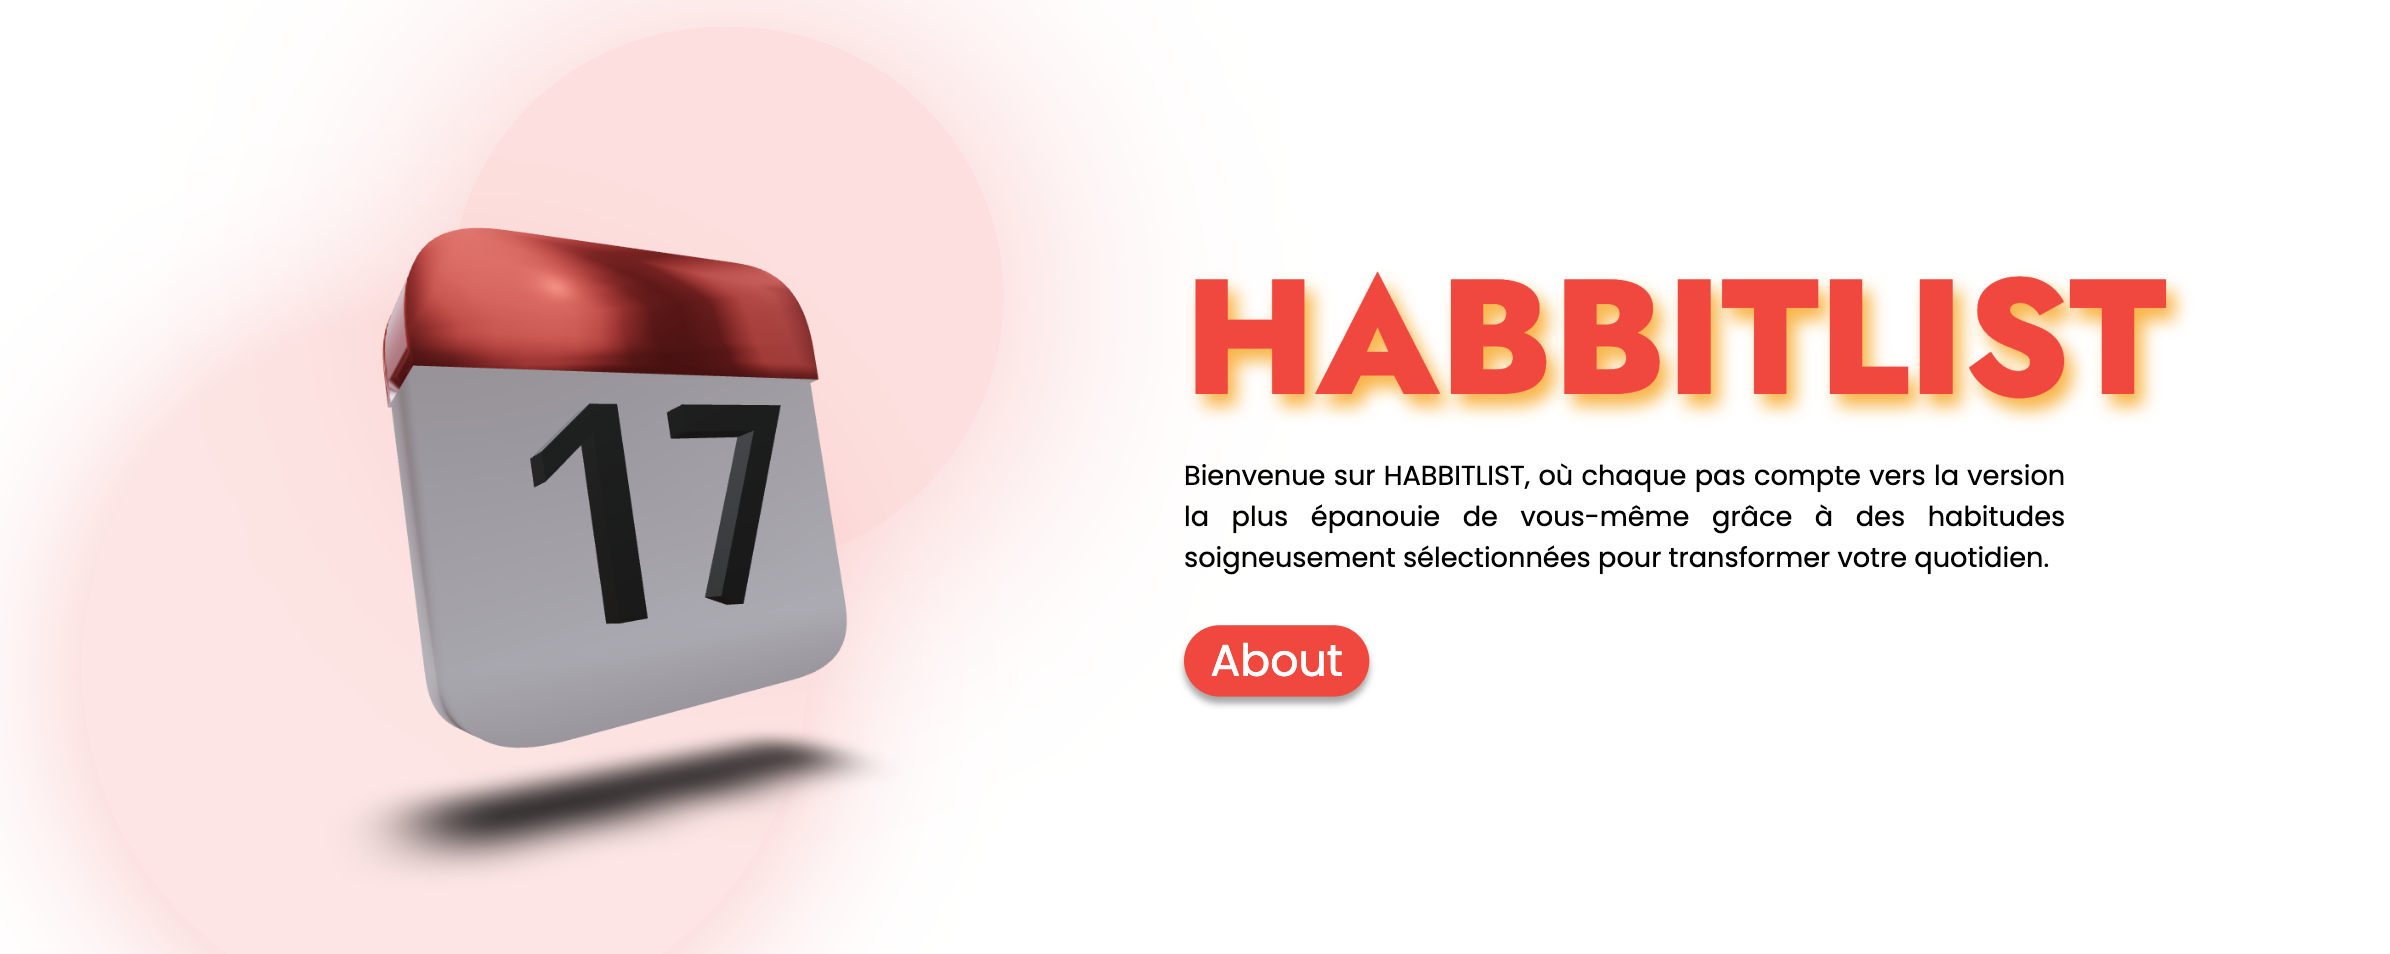 17
HABBITLIST
Bienvenue sur HABBITLIST, où chaque pas compte vers la version
la plus épanouie de vous-même grâce à des habitudes
soigneusement sélectionnées pour transformer votre quotidien.
About